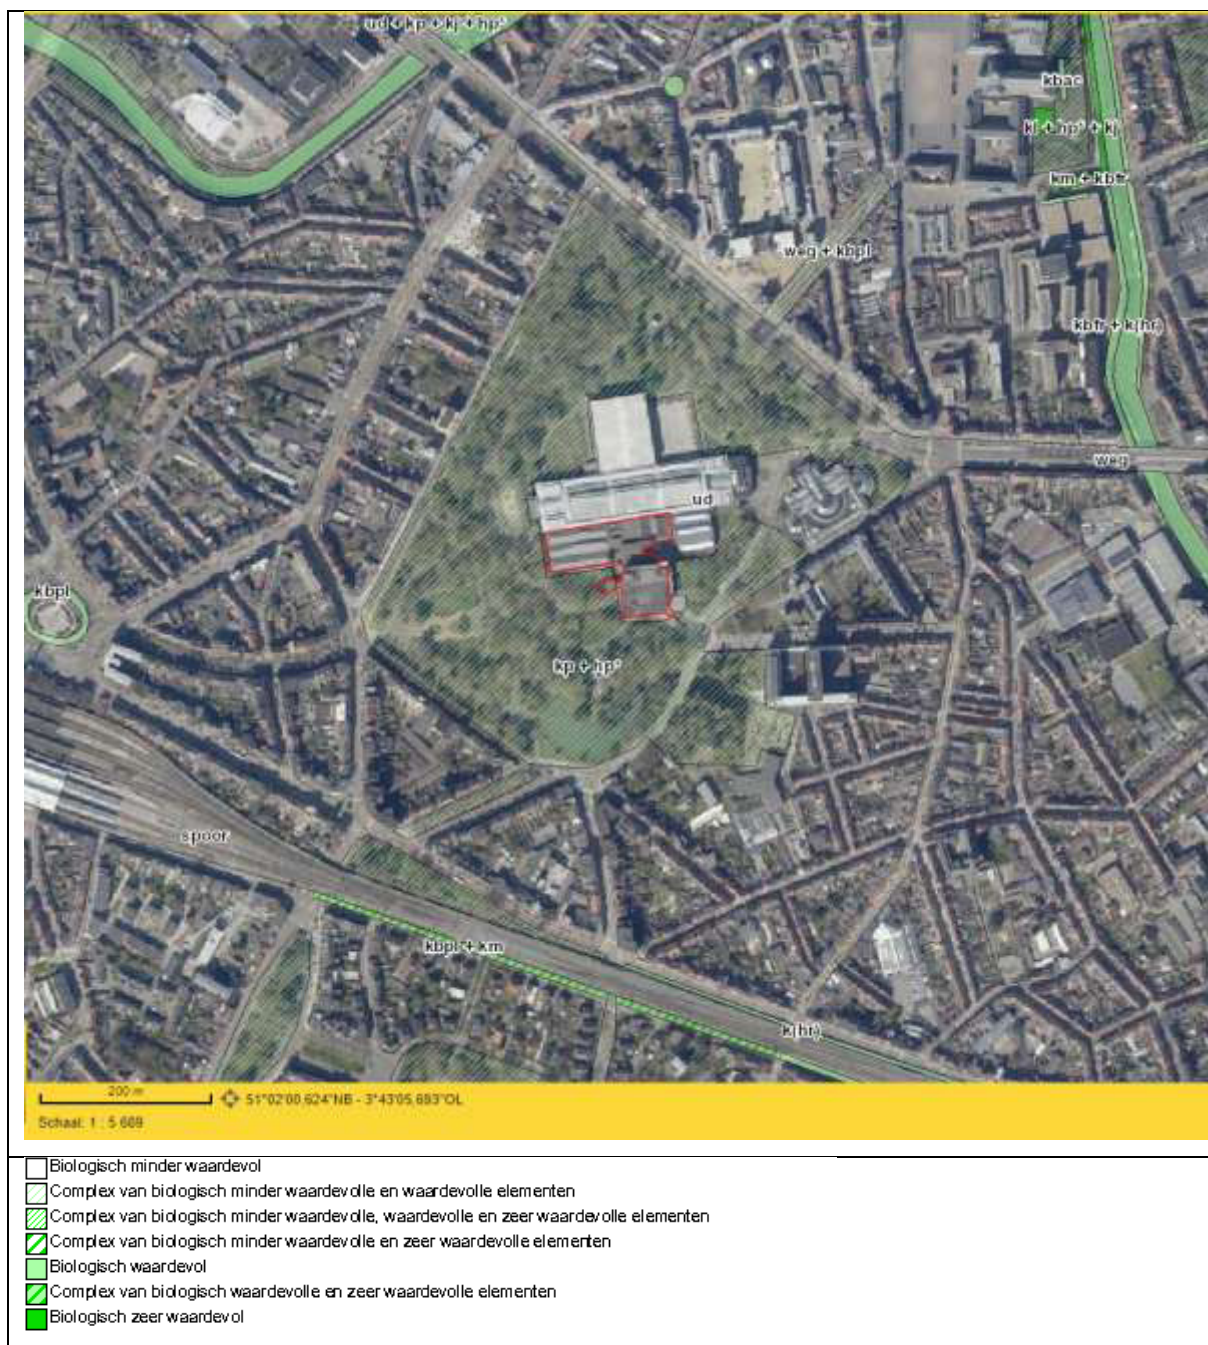 ud + kp + kj + hp*
kbac
kj + hp* + kj
km + kbfr
weg + kbpl
kbfr + k(hr)
weg
ud
kbpl
kp + hp*
spoor
kbpl + km
k(hr)
200 m
51°02'00,624"NB - 3°43'05,693"OL
Schaal: 1 : 5 669
Biologisch minder waardevol
Complex van biologisch minder waardevolle en waardevolle elementen
Complex van biologisch minder waardevolle, waardevolle en zeer waardevolle elementen
Complex van biologisch minder waardevolle en zeer waardevolle elementen
Biologisch waardevol
Complex van biologisch waardevolle en zeer waardevolle elementen
Biologisch zeer waardevol